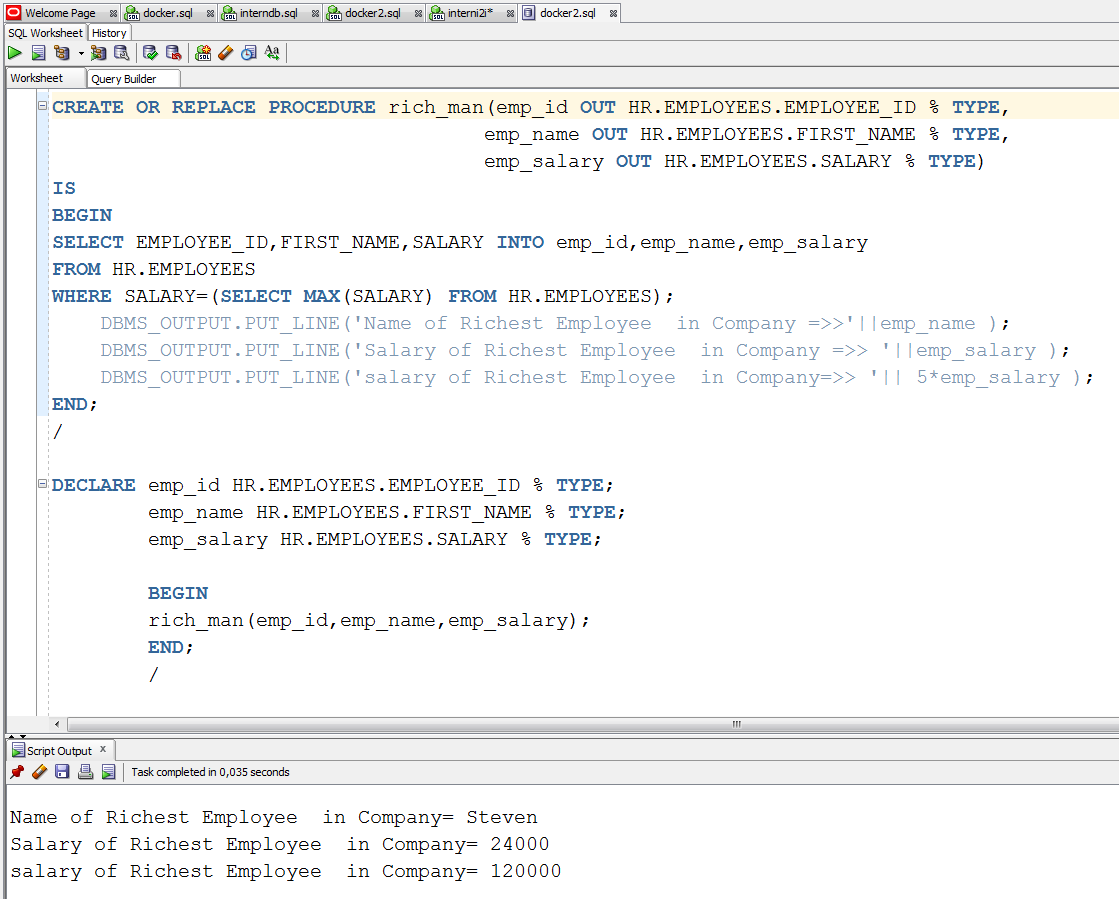 Welcome Page docker.sql interndb.sql docker2.sql interni2i* docker2.sql
SQL Worksheet History
Worksheet Query Builder
CREATE OR REPLACE PROCEDURE rich_man(emp_id OUT HR.EMPLOYEES.EMPLOYEE_ID % TYPE,
emp_name OUT HR.EMPLOYEES.FIRST_NAME % TYPE,
emp_salary OUT HR.EMPLOYEES.SALARY % TYPE)
IS
BEGIN
SELECT EMPLOYEE_ID,FIRST_NAME,SALARY INTO emp_id,emp_name,emp_salary
FROM HR.EMPLOYEES
WHERE SALARY=(SELECT MAX(SALARY) FROM HR.EMPLOYEES);
DBMS_OUTPUT.PUT_LINE('Name of Richest Employee  in Company =>>'||emp_name );
DBMS_OUTPUT.PUT_LINE('Salary of Richest Employee  in Company =>> '||emp_salary );
DBMS_OUTPUT.PUT_LINE('salary of Richest Employee  in Company=>> '|| 5*emp_salary );
END;
/
DECLARE emp_id HR.EMPLOYEES.EMPLOYEE_ID % TYPE;
emp_name HR.EMPLOYEES.FIRST_NAME % TYPE;
emp_salary HR.EMPLOYEES.SALARY % TYPE;
BEGIN
rich_man(emp_id,emp_name,emp_salary);
END;
/
Script Output x
Task completed in 0,035 seconds
Name of Richest Employee  in Company= Steven
Salary of Richest Employee  in Company= 24000
salary of Richest Employee  in Company= 120000